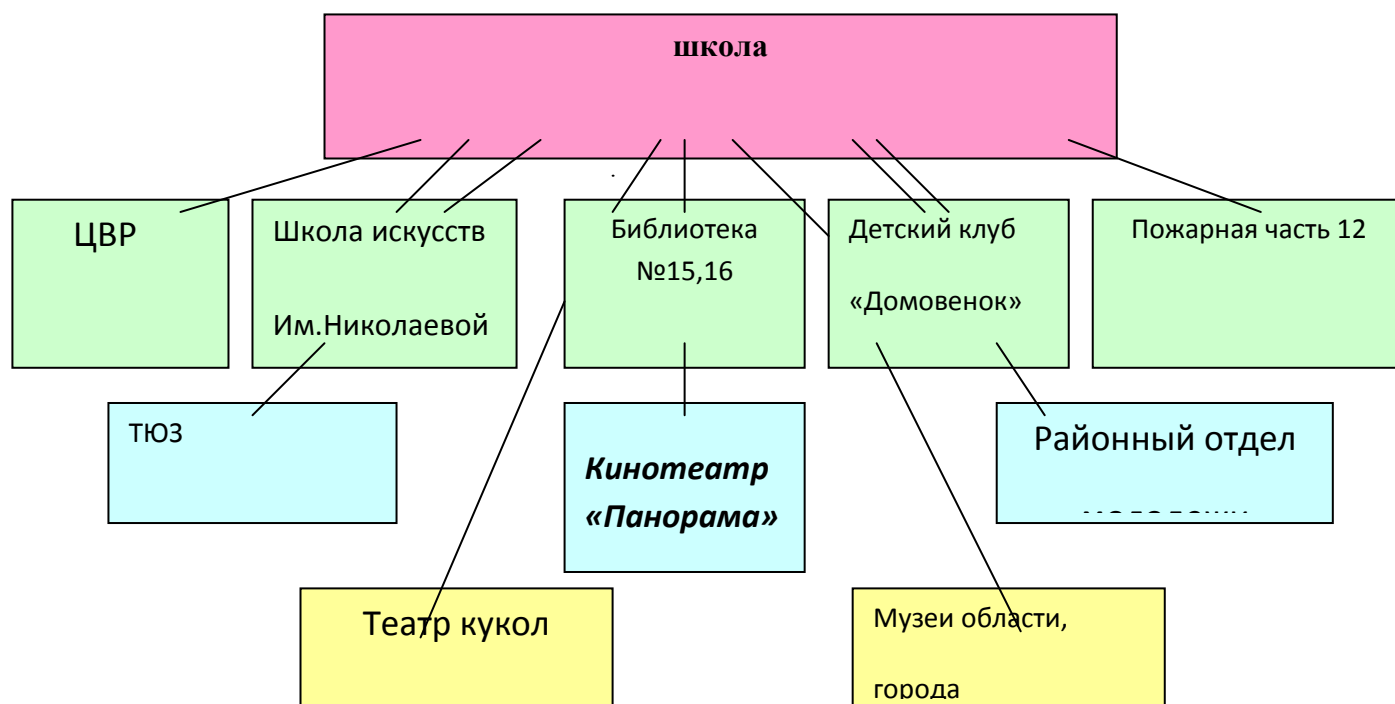 школа
ЦВР
Школа искусств
Им.Николаевой
Библиотека
№15,16
Детский клуб
«Домовенок»
Пожарная часть 12
ТЮЗ
Кинотеатр
«Панорама»
Районный отдел
Театр кукол
Музеи области,
города